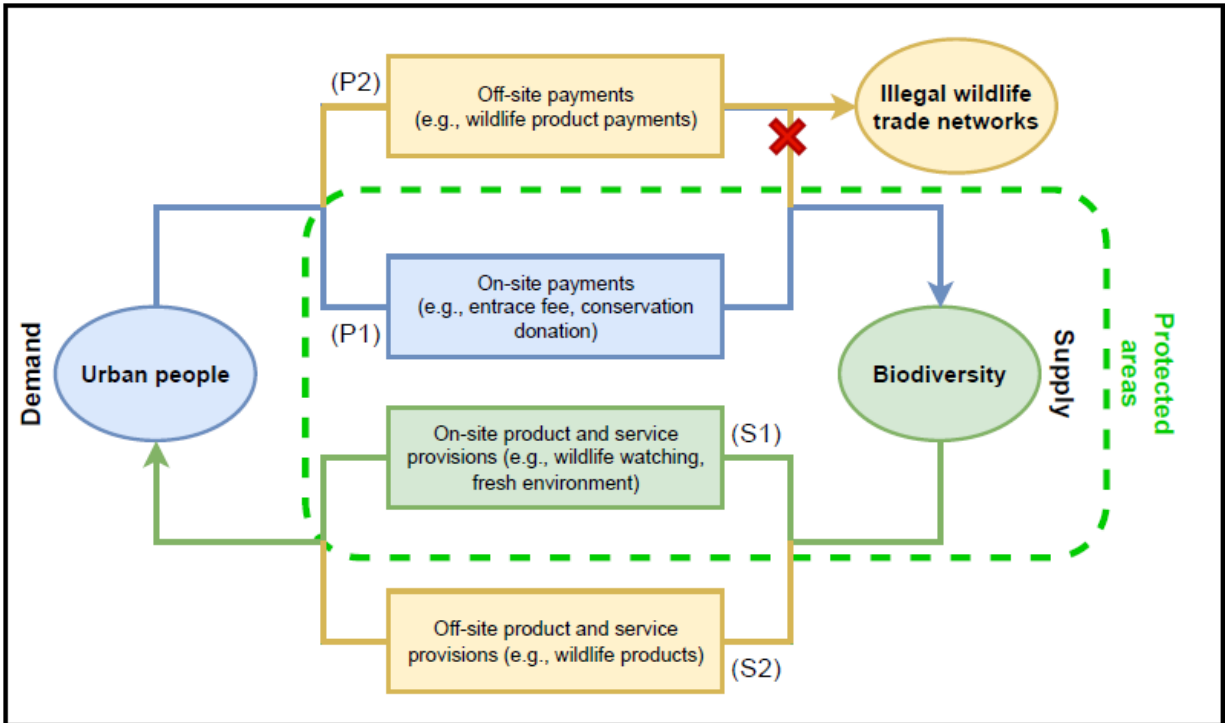 (P2)
Off-site payments
(e.g., wildlife product payments)
Illegal wildlife
trade networks
On-site payments
(e.g., entrace fee, conservation
donation)
(P1)
Demand
Urban people
Biodiversity
Supply
Protected
areas
On-site product and service
provisions (e.g., wildlife watching,
fresh environment)
(S1)
Off-site product and service
provisions (e.g., wildlife products)
(S2)